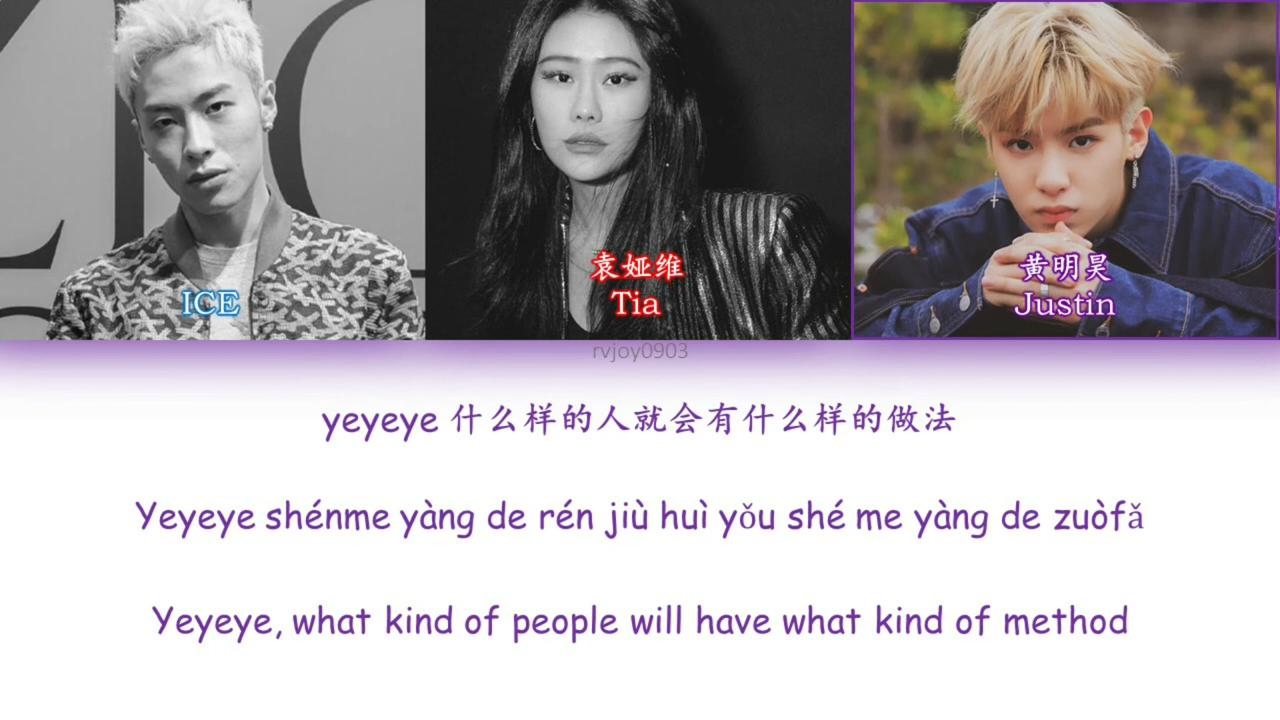 ICE
袁娅维
Tia
黄明昊
Justin
rvjoy0903
yeyeye 什么样的人就会有什么样的做法
Yeyeye shénme yàng de rén jiù huì yǒu shé me yàng de zuòfǎ
Yeyeye, what kind of people will have what kind of method